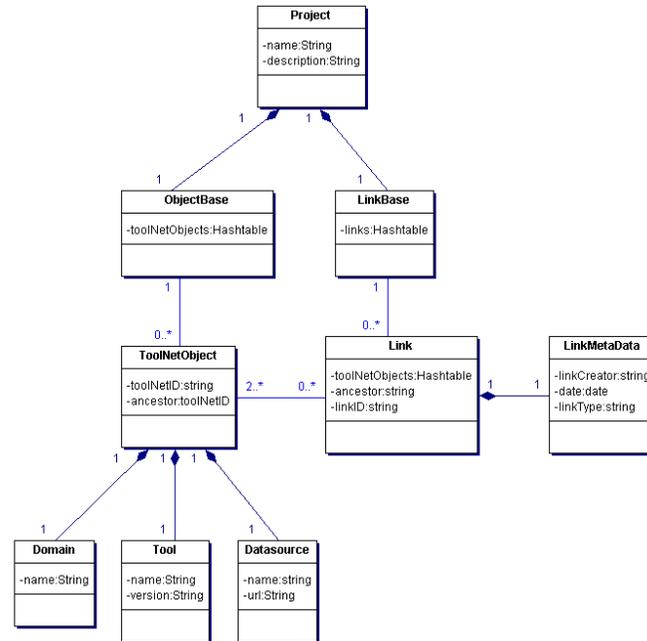 Project
-name:String
-description:String
1
1
1
1
ObjectBase
-toolNetObjects:Hashtable
LinkBase
-links:Hashtable
1
1
0..*
0..*
ToolNetObject
-toolNetID:string
-ancestor:toolNetID
2..*
0..*
Link
-toolNetObjects:Hashtable
-ancestor:string
-linkID:string
1
1
LinkMetaData
-linkCreator:string
-date:date
-linkType:string
1
1
1
1
1
1
Domain
-name:String
Tool
-name:String
-version:String
Datasource
-name:string
-url:String